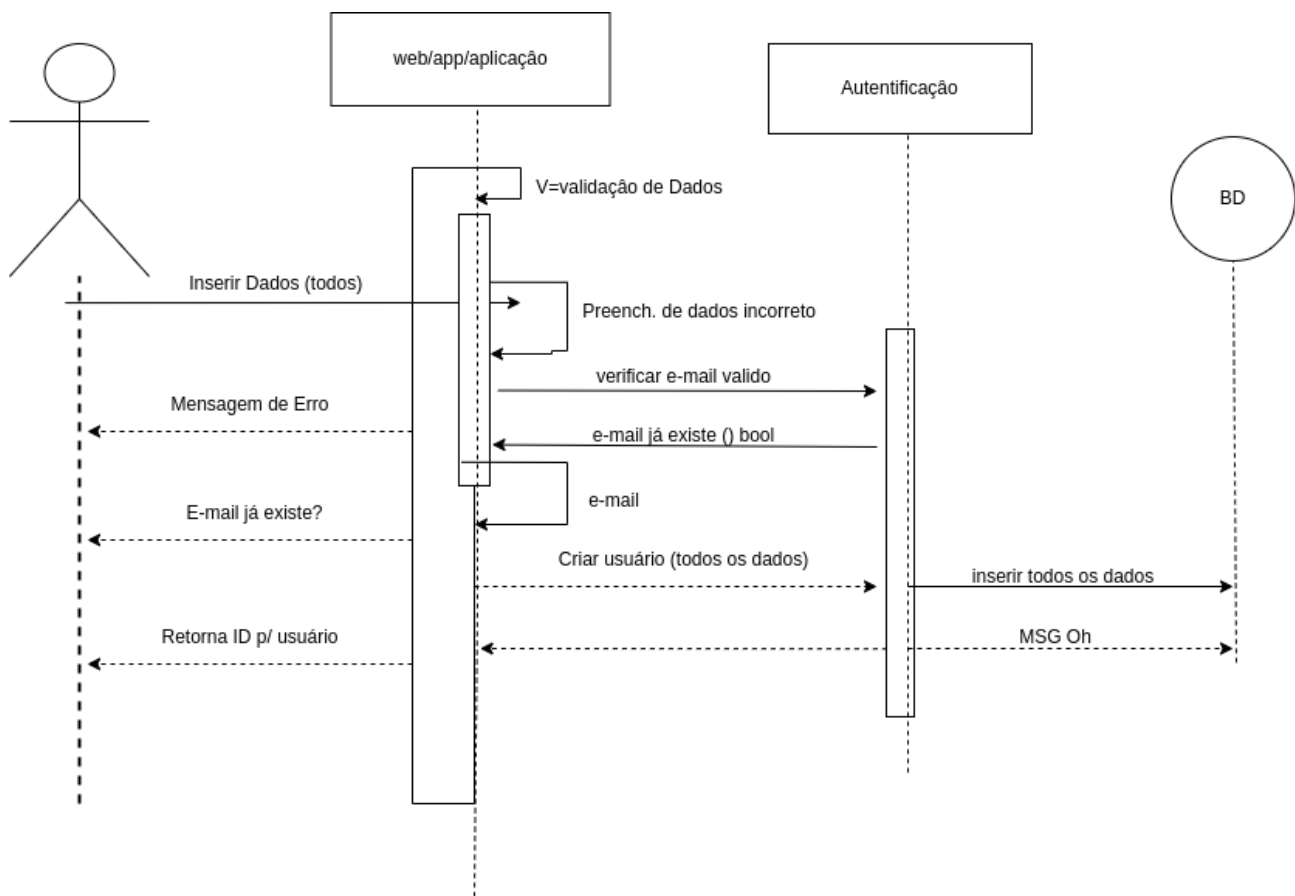 web/app/aplicação
Autentificação
BD
V=validação de Dados
Inserir Dados (todos)
Preench. de dados incorreto
verificar e-mail valido
Mensagem de Erro
e-mail já existe () bool
e-mail
E-mail já existe?
Criar usuário (todos os dados)
inserir todos os dados
Retorna ID p/ usuário
MSG Oh